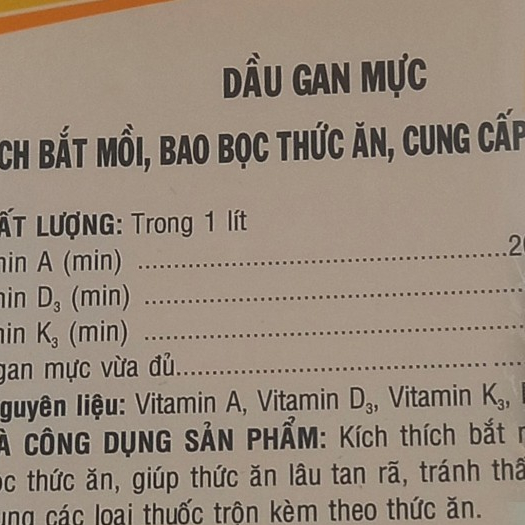 DẦU GAN MỰC
CH BẮT MỒI, BAO BỌC THỨC ĂN, CUNG CẤP
ẤT LƯỢNG: Trong 1 lít
min A (min) ..................................................2
min D₃ (min) ..................................................
min K₃ (min) ..................................................
gan mực vừa đủ..................................................
guyên liệu: Vitamin A, Vitamin D₃, Vitamin K₃,
À CÔNG DỤNG SẢN PHẨM: Kích thích bắt
ọc thức ăn, giúp thức ăn lâu tan rã, tránh thấ
ung các loại thuốc trộn kèm theo thức ăn.